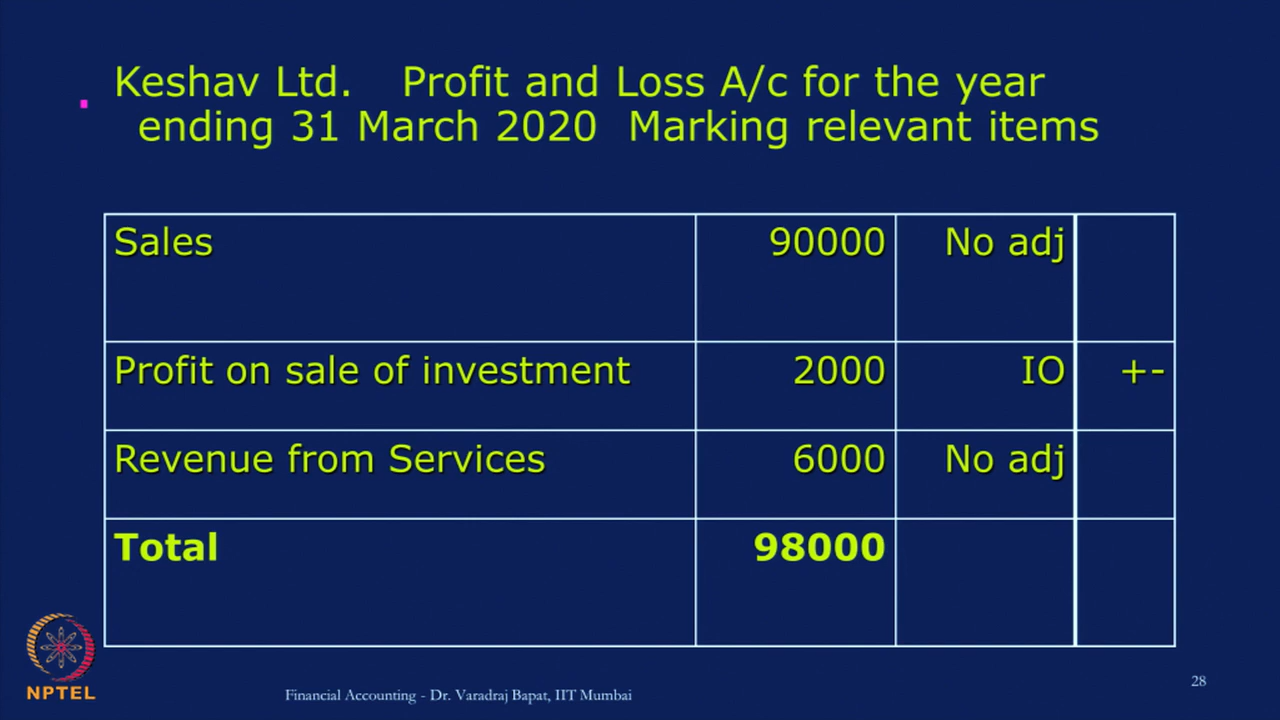 Keshav Ltd. Profit and Loss A/c for the year
ending 31 March 2020 Marking relevant items
Sales 90000 No adj
Profit on sale of investment 2000 IO +-
Revenue from Services 6000 No adj
Total 98000
NPTEL
Financial Accounting - Dr. Varadraj Bapat, IIT Mumbai
28